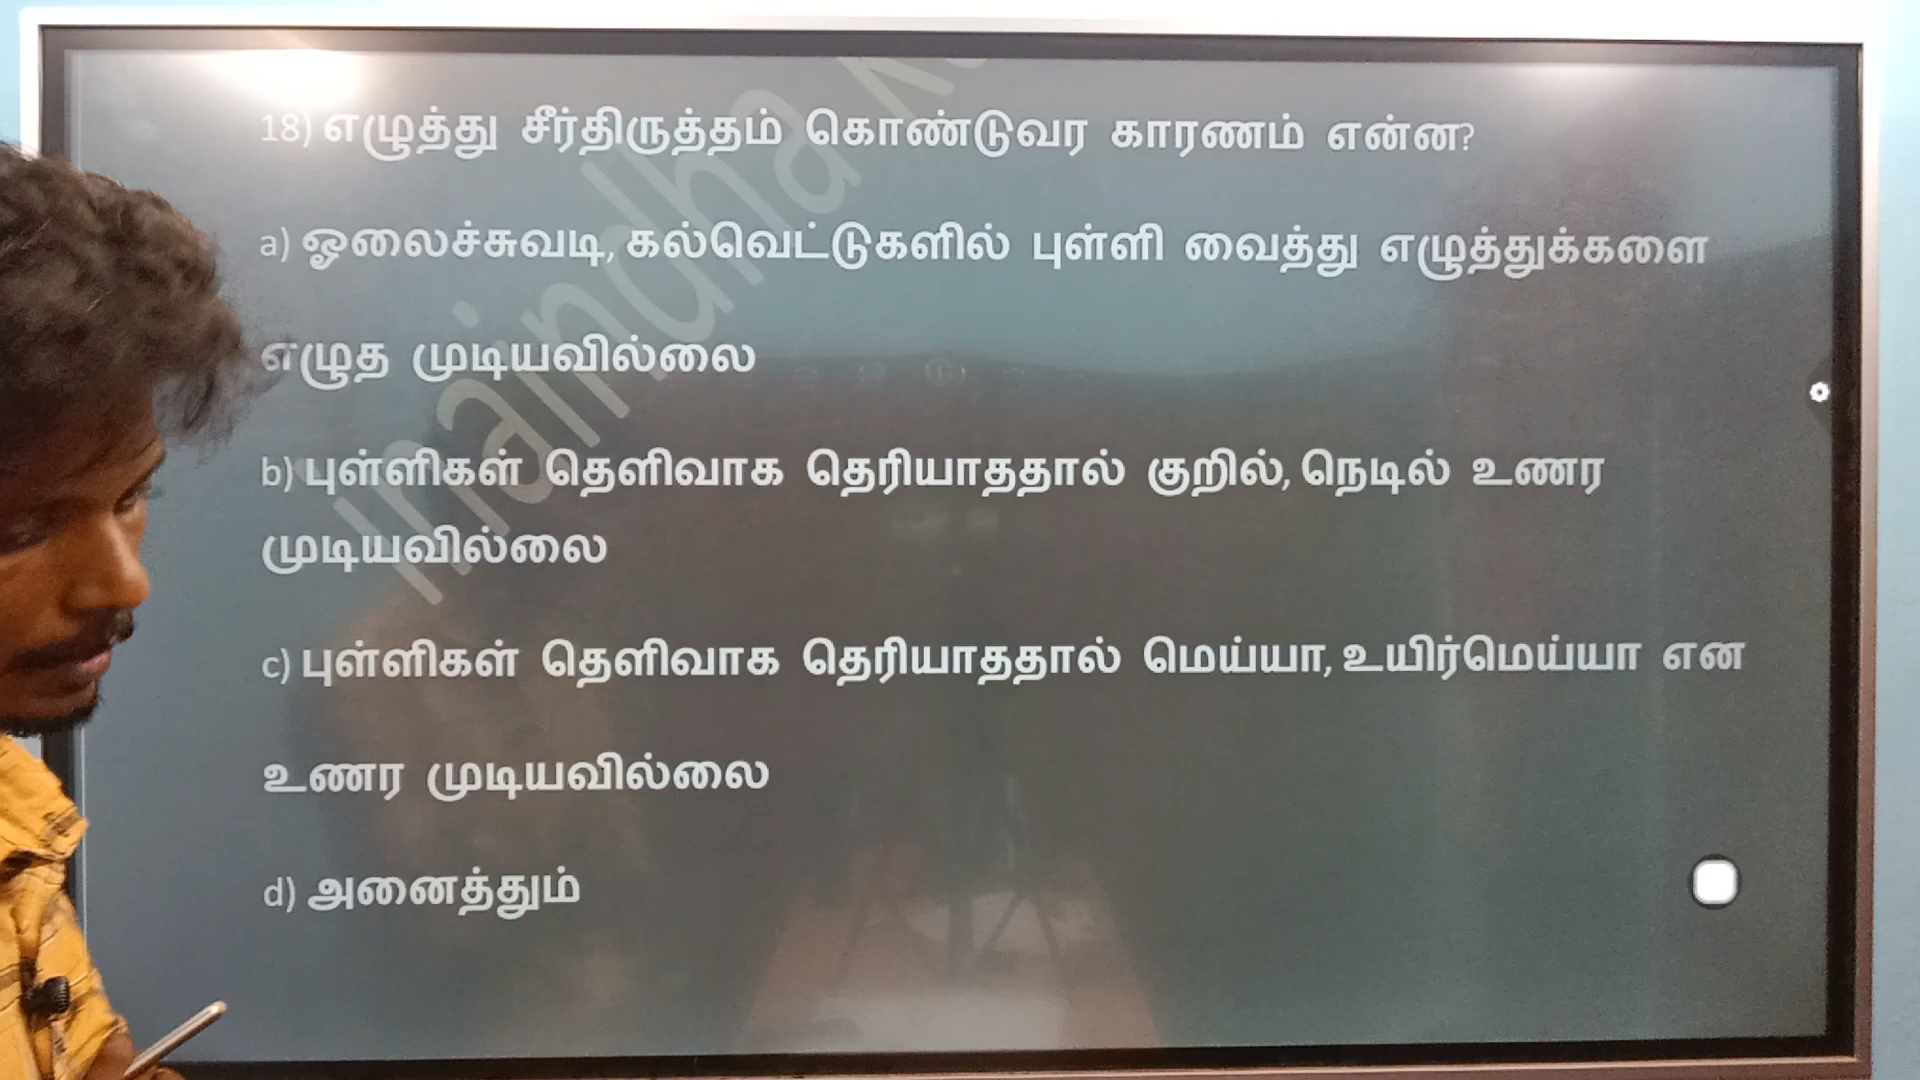 18) எழுத்து சீர்திருத்தம் கொண்டுவர காரணம் என்ன?
a) ஓலைச்சுவடி, கல்வெட்டுகளில் புள்ளி வைத்து எழுத்துக்களை
எழுத முடியவில்லை
b) புள்ளிகள் தெளிவாக தெரியாததால் குறில், நெடில் உணர
முடியவில்லை
c) புள்ளிகள் தெளிவாக தெரியாததால் மெய்யா, உயிர்மெய்யா என
உணர முடியவில்லை
d) அனைத்தும்